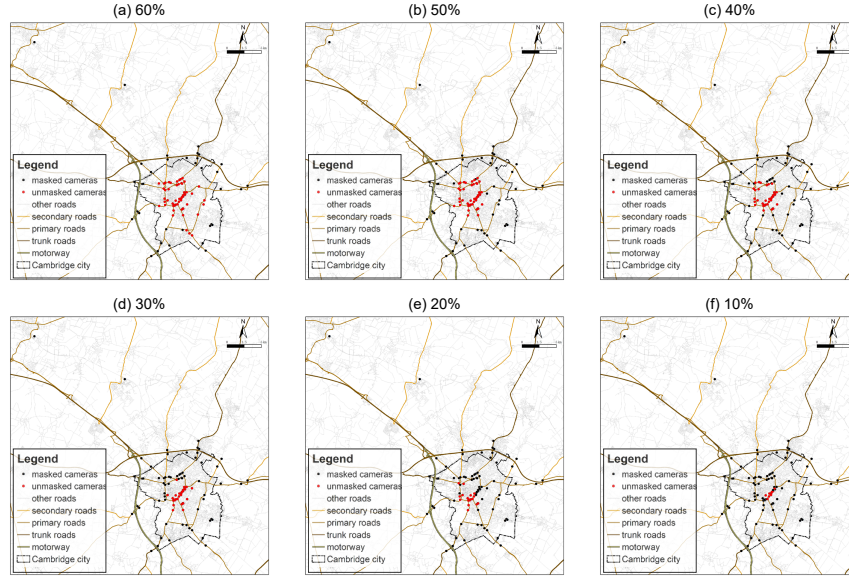 (a) 60%
(b) 50%
(c) 40%
N
N
N
Legend
masked cameras
unmasked cameras
other roads
secondary roads
primary roads
trunk roads
motorway
Cambridge city
Legend
masked cameras
unmasked cameras
other roads
secondary roads
primary roads
trunk roads
motorway
Cambridge city
Legend
masked cameras
unmasked cameras
other roads
secondary roads
primary roads
trunk roads
motorway
Cambridge city
(d) 30%
(e) 20%
(f) 10%
N
N
N
Legend
masked cameras
unmasked cameras
other roads
secondary roads
primary roads
trunk roads
motorway
Cambridge city
Legend
masked cameras
unmasked cameras
other roads
secondary roads
primary roads
trunk roads
motorway
Cambridge city
Legend
masked cameras
unmasked cameras
other roads
secondary roads
primary roads
trunk roads
motorway
Cambridge city